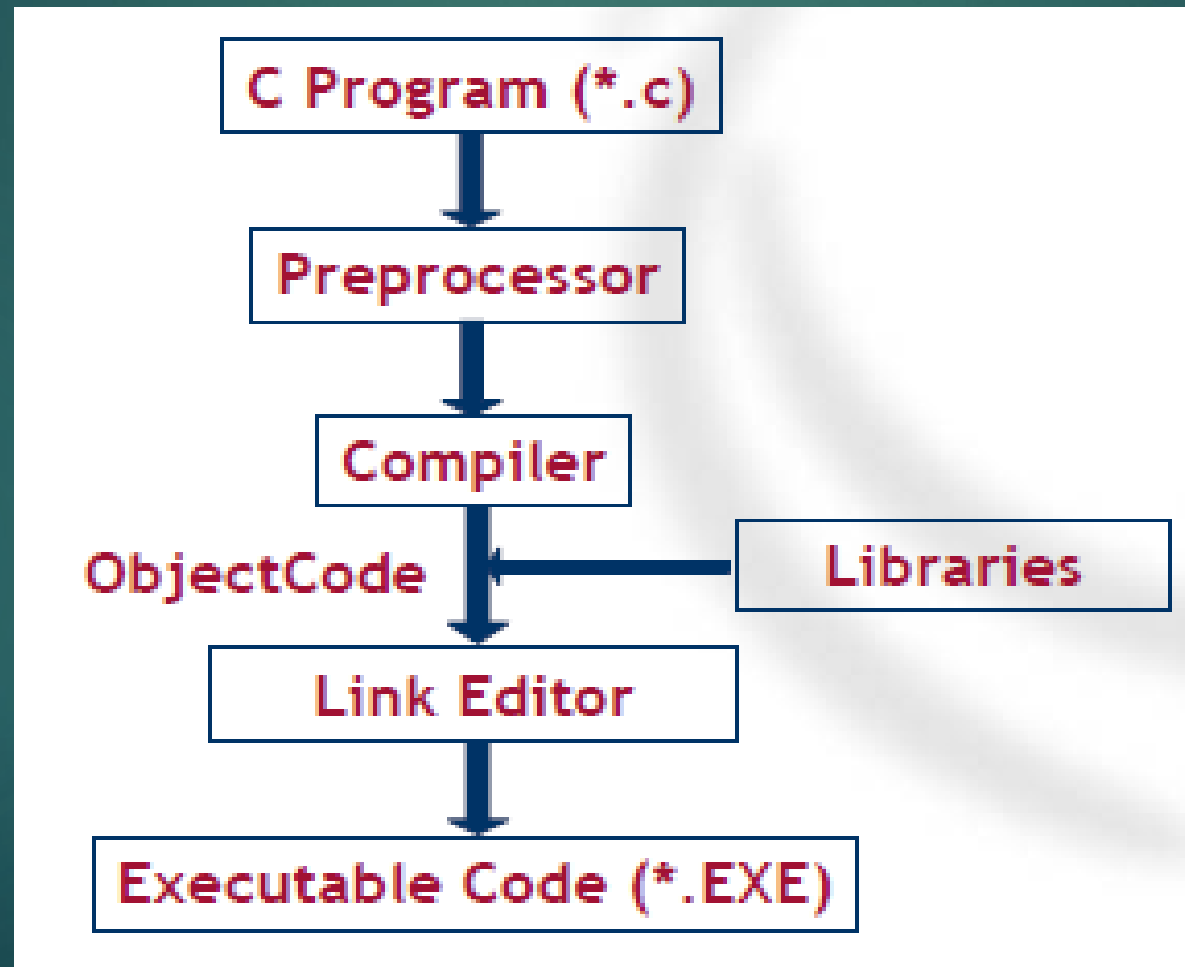 C Program (*.c)
Preprocessor
Compiler
ObjectCode
Libraries
Link Editor
Executable Code (*.EXE)